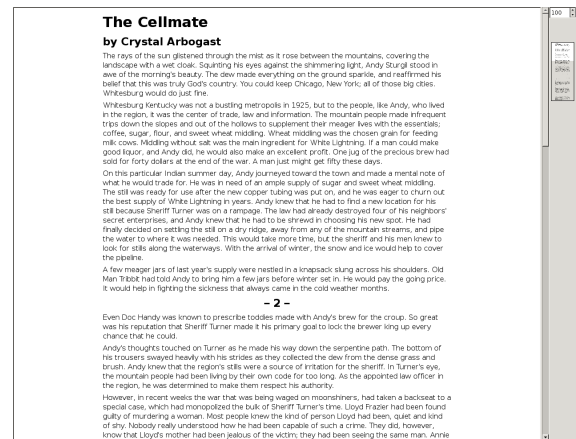 The Cellmate
by Crystal Arbogast
The rays of the sun glistened through the mist as it rose between the mountains, covering the
landscape with a wet cloak. Squinting his eyes against the shimmering light, Andy Sturgil stood in
awe of the morning's beauty. The dew made everything on the ground sparkle, and reaffirmed his
belief that this was truly God's country. You could keep Chicago, New York; all of those big cities.
Whitesburg would do just fine.
Whitesburg Kentucky was not a bustling metropolis in 1925, but to the people, like Andy, who lived
in the region, it was the center of trade, law and information. The mountain people made infrequent
trips down the slopes and out of the hollows to supplement their meager lives with the essentials;
coffee, sugar, flour, and sweet wheat middling. Wheat middling was the chosen grain for feeding
milk cows. Middling without salt was the main ingredient for White Lightning. If a man could make
good liquor, and Andy did, he would also make an excellent profit. One jug of the precious brew had
sold for forty dollars at the end of the war. A man just might get fifty these days.
On this particular Indian summer day, Andy journeyed toward the town and made a mental note of
what he would trade for. He was in need of an ample supply of sugar and sweet wheat middling.
The still was ready for use after the new copper tubing was put on, and he was eager to churn out
the best supply of White Lightning in years. Andy knew that he had to find a new location for his
still because Sheriff Turner was on a rampage. The law had already destroyed four of his neighbors'
secret enterprises, and Andy knew that he had to be shrewd in choosing his new spot. He had
finally decided on settling the still on a dry ridge, away from any of the mountain streams, and pipe
the water to where it was needed. This would take more time, but the sheriff and his men knew to
look for stills along the waterways. With the arrival of winter, the snow and ice would help to cover
the pipeline.
A few meager jars of last year's supply were nestled in a knapsack slung across his shoulders. Old
Man Tribbit had told Andy to bring him a few jars before winter set in. He would pay the going price.
It would help in fighting the sickness that always came in the cold weather months.
– 2 –
Even Doc Handy was known to prescribe toddies made with Andy's brew for the croup. So great
was his reputation that Sheriff Turner made it his primary goal to lock the brewer king up every
chance that he could.
Andy's thoughts touched on Turner as he made his way down the serpentine path. The bottom of
his trousers swayed heavily with his strides as they collected the dew from the dense grass and
brush. Andy knew that the region's stills were a source of irritation for the sheriff. In Turner's eye,
the mountain people had been living by their own code for too long. As the appointed law officer in
the region, he was determined to make them respect his authority.
However, in recent weeks the war that was being waged on moonshiners, had taken a backseat to a
special case, which had monopolized the bulk of Sheriff Turner's time. Lloyd Frazier had been found
guilty of murdering a woman. Most people knew the kind of person Lloyd had been, quiet and kind
of shy. Nobody really understood how he had been capable of such a crime. They did, however,
know that Lloyd's mother had been jealous of the victim; they had been seeing the same man. Annie
100